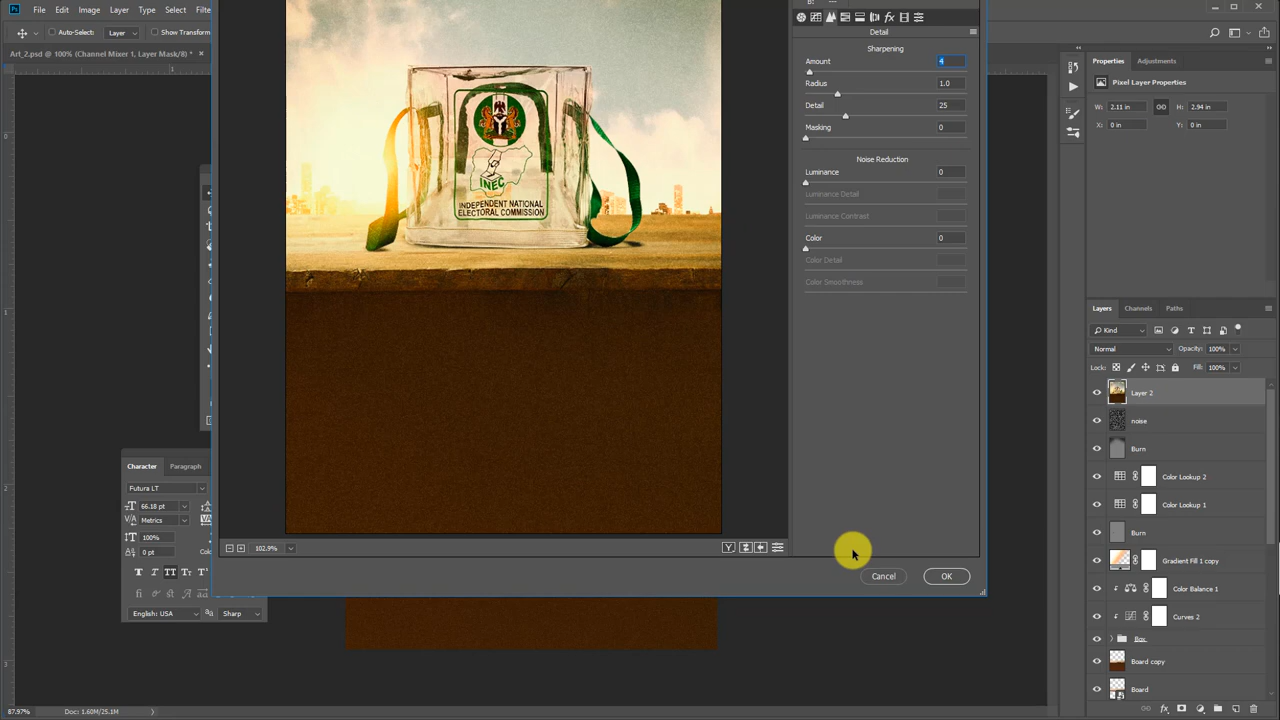 File Edit Image Layer Type Select Filte
Auto-Select: Layer Show Transform
Art_2.psd @ 100% (Channel Mixer 1, Layer Mask/8) *
INEC
INDEPENDENT NATIONAL
ELECTORAL COMMISSION
102.9%
Detail
Sharpening
Amount
Radius 1.0
Detail 25
Masking 0
Noise Reduction
Luminance 0
Luminance Detail
Luminance Contrast
Color 0
Color Detail
Color Smoothness
Cancel OK
Character Paragraph
Futura LT
66.18 pt
Metrics
100%
0 pt Colo
English: USA Sharp
87.97% Doc: 1.60M/25.1M
Properties Adjustments
Pixel Layer Properties
W: 2.11 in H: 2.94 in
X: 0 in Y: 0 in
Layers Channels Paths
Kind
Normal Opacity: 100%
Lock: Fill: 100%
Layer 2
noise
Burn
Color Lookup 2
Color Lookup 1
Burn
Gradient Fill 1 copy
Color Balance 1
Curves 2
Box
Board copy
Board